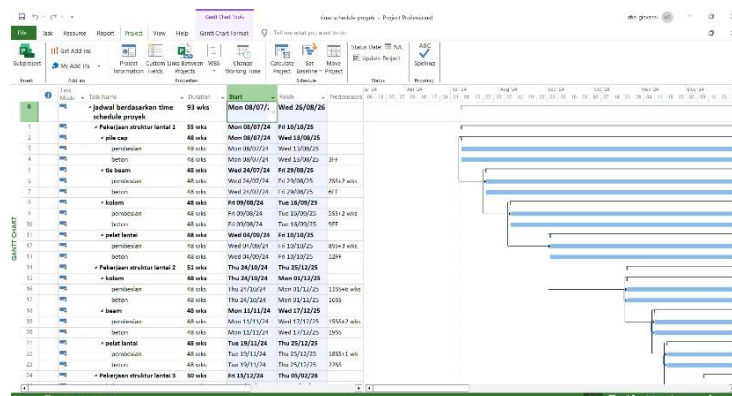 Gantt Chart Tools
time schedule proyek - Project Professional
File Task Resource Report Project View Help Gantt Chart Format Tell me what you want to do
Subproject
Get Add-ins
My Add-ins
Project Information
Custom Fields
Links Between Projects
WBS
Change Working Time
Calculate Project
Set Baseline
Move Project
Status Date: NA
Update Project
ABC
Spelling
Insert Add-ins Properties Schedule Status Proofing
Task Mode Task Name Duration Start Finish Predecessors
0 jadwal berdasarkan time schedule proyek 93 wks Mon 08/07/ Wed 26/08/26
1 Pekerjaan struktur lantai 1 55 wks Mon 08/07/24 Fri 10/10/25
2 pile cap 48 wks Mon 08/07/24 Wed 13/08/25
3 pembesian 48 wks Mon 08/07/24 Wed 13/08/25
4 beton 48 wks Mon 08/07/24 Wed 13/08/25 3FF
5 tie beam 48 wks Wed 24/07/24 Fri 29/08/25
6 pembesian 48 wks Wed 24/07/24 Fri 29/08/25 3SS+2 wks
7 beton 48 wks Wed 24/07/24 Fri 29/08/25 6FF
8 kolom 48 wks Fri 09/08/24 Tue 16/09/25
9 pembesian 48 wks Fri 09/08/24 Tue 16/09/25
10 beton 48 wks Fri 09/08/24 Tue 16/09/25 9FF
11 pelat lantai 48 wks Wed 04/09/24 Fri 10/10/25
12 pembesian 48 wks Wed 04/09/24 Fri 10/10/25
13 beton 48 wks Wed 04/09/24 Fri 10/10/25 12FF
14 Pekerjaan struktur lantai 2 51 wks Thu 24/10/24 Thu 25/12/25
15 kolom 48 wks Thu 24/10/24 Mon 01/12/25
16 pembesian 48 wks Thu 24/10/24 Mon 01/12/25 11SS+6 wks
17 beton 48 wks Thu 24/10/24 Mon 01/12/25 16SS
18 beam 48 wks Mon 11/11/24 Wed 17/12/25
19 pembesian 48 wks Mon 11/11/24 Wed 17/12/25 15SS+2 wks
20 beton 48 wks Mon 11/11/24 Wed 17/12/25 19SS
21 pelat lantai 48 wks Tue 19/11/24 Thu 25/12/25
22 pembesian 48 wks Tue 19/11/24 Thu 25/12/25 18SS+1 wk
23 beton 48 wks Tue 19/11/24 Thu 25/12/25 22SS
24 Pekerjaan struktur lantai 3 50 wks Fri 13/12/24 Thu 05/02/26
GANTT CHART